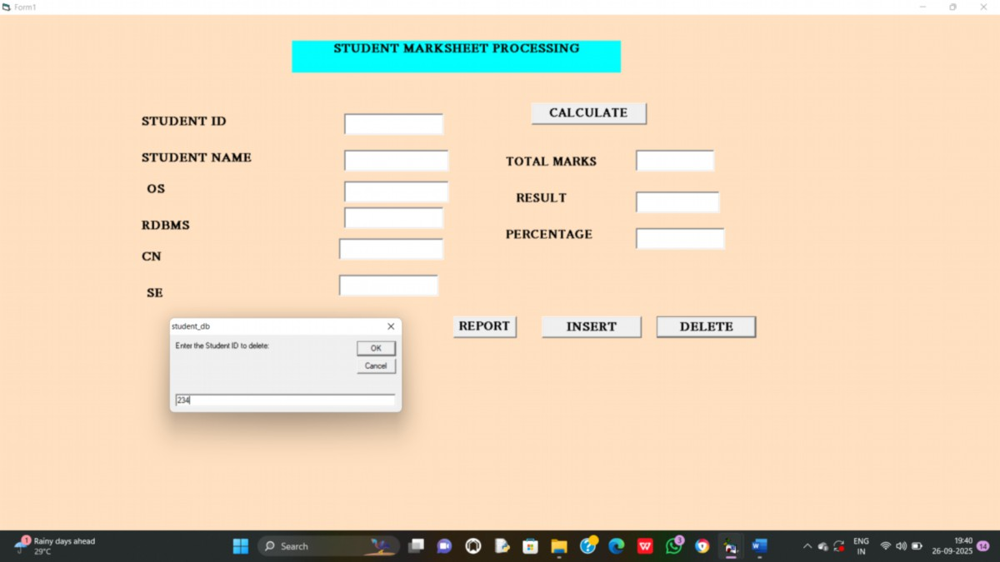 Form1
STUDENT MARKSHEET PROCESSING
STUDENT ID
CALCULATE
STUDENT NAME
TOTAL MARKS
OS
RESULT
RDBMS
PERCENTAGE
CN
SE
REPORT
INSERT
DELETE
student_db
Enter the Student ID to delete:
OK
Cancel
234
1
Rainy days ahead
29°C
Search
3
ENG
IN
19:40
26-09-2025
14